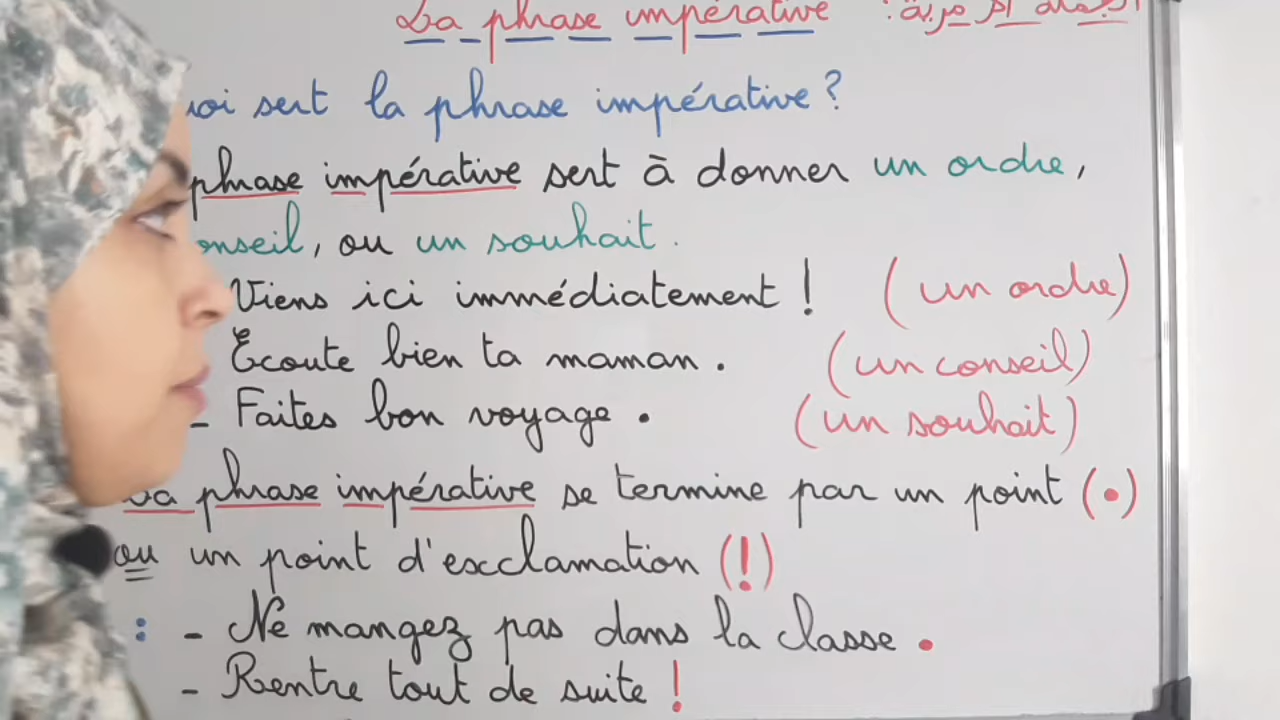 La phrase impérative :
oi sert la phrase impérative ?
phrase impérative sert à donner un ordre,
onseil, ou un souhait.
Viens ici immédiatement ! (un ordre)
Ecoute bien ta maman. (un conseil)
- Faites bon voyage. (un souhait)
La phrase impérative se termine par un point (.)
ou un point d'exclamation (!)
: - Ne mangez pas dans la classe.
- Rentre tout de suite !